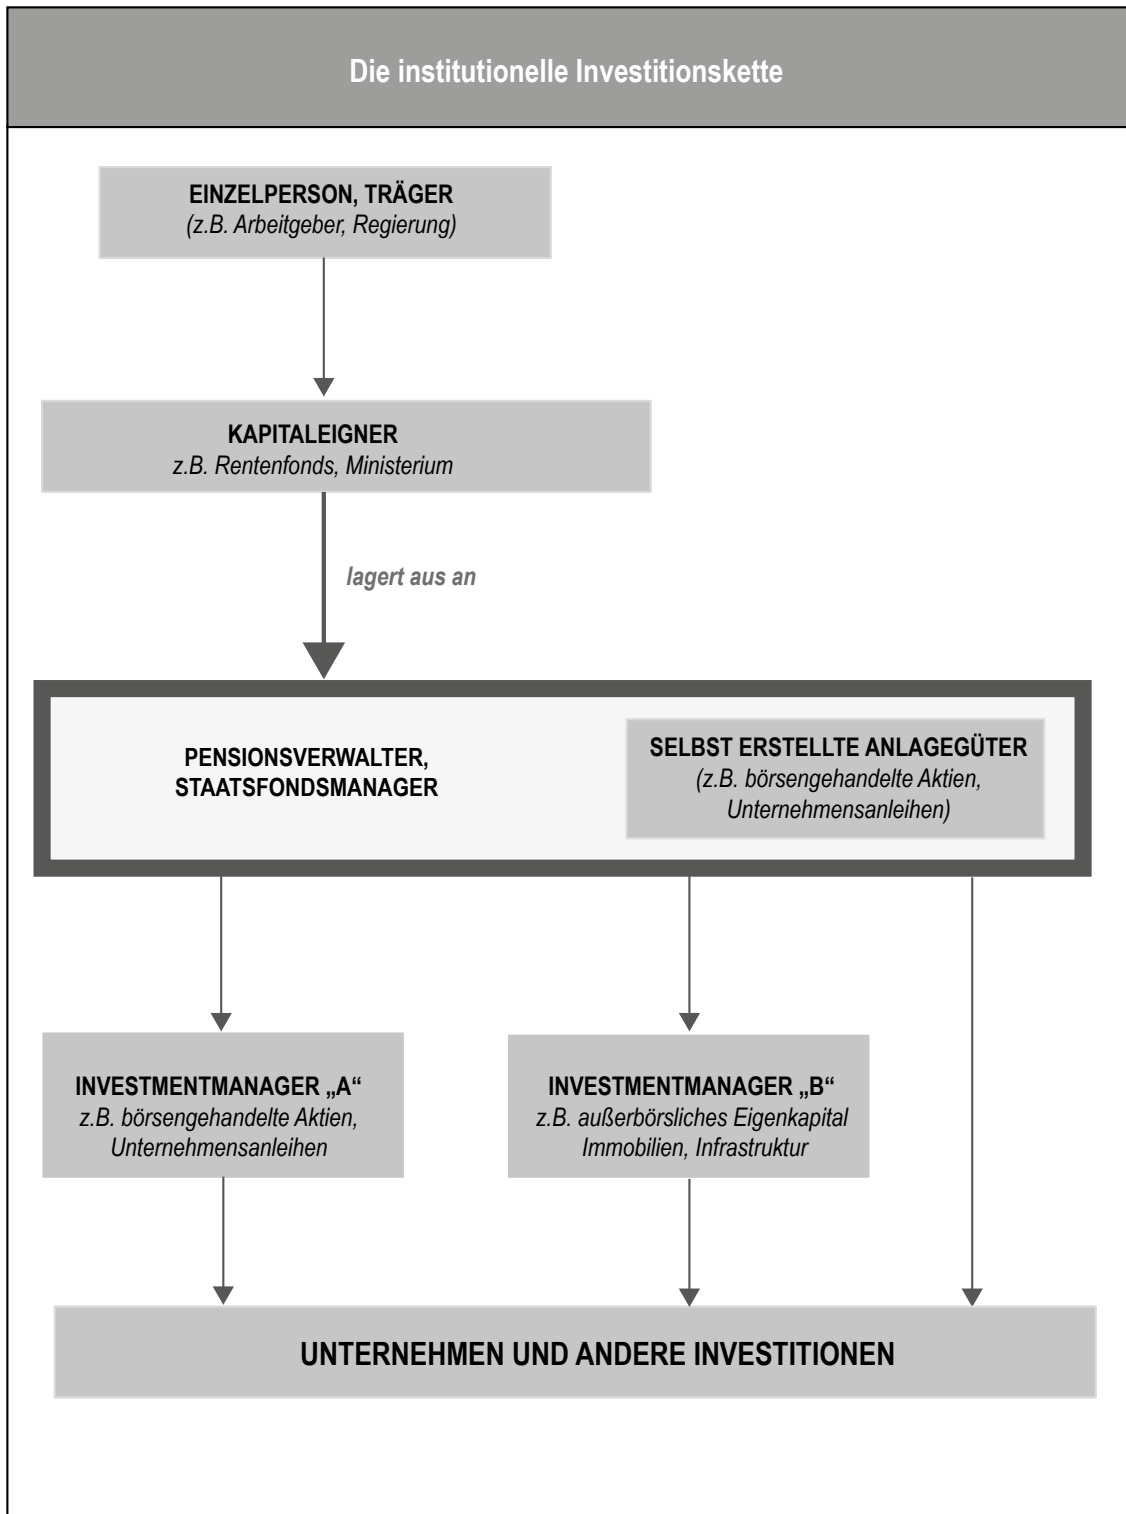 Die institutionelle Investitionskette
EINZELPERSON, TRÄGER
(z.B. Arbeitgeber, Regierung)
KAPITALEIGNER
z.B. Rentenfonds, Ministerium
lagert aus an
PENSIONSVERWALTER,
STAATSFONDSMANAGER
SELBST ERSTELLTE ANLAGEGÜTER
(z.B. börsengehandelte Aktien,
Unternehmensanleihen)
INVESTMENTMANAGER „A“
z.B. börsengehandelte Aktien,
Unternehmensanleihen
INVESTMENTMANAGER „B“
z.B. außerbörsliches Eigenkapital
Immobilien, Infrastruktur
UNTERNEHMEN UND ANDERE INVESTITIONEN